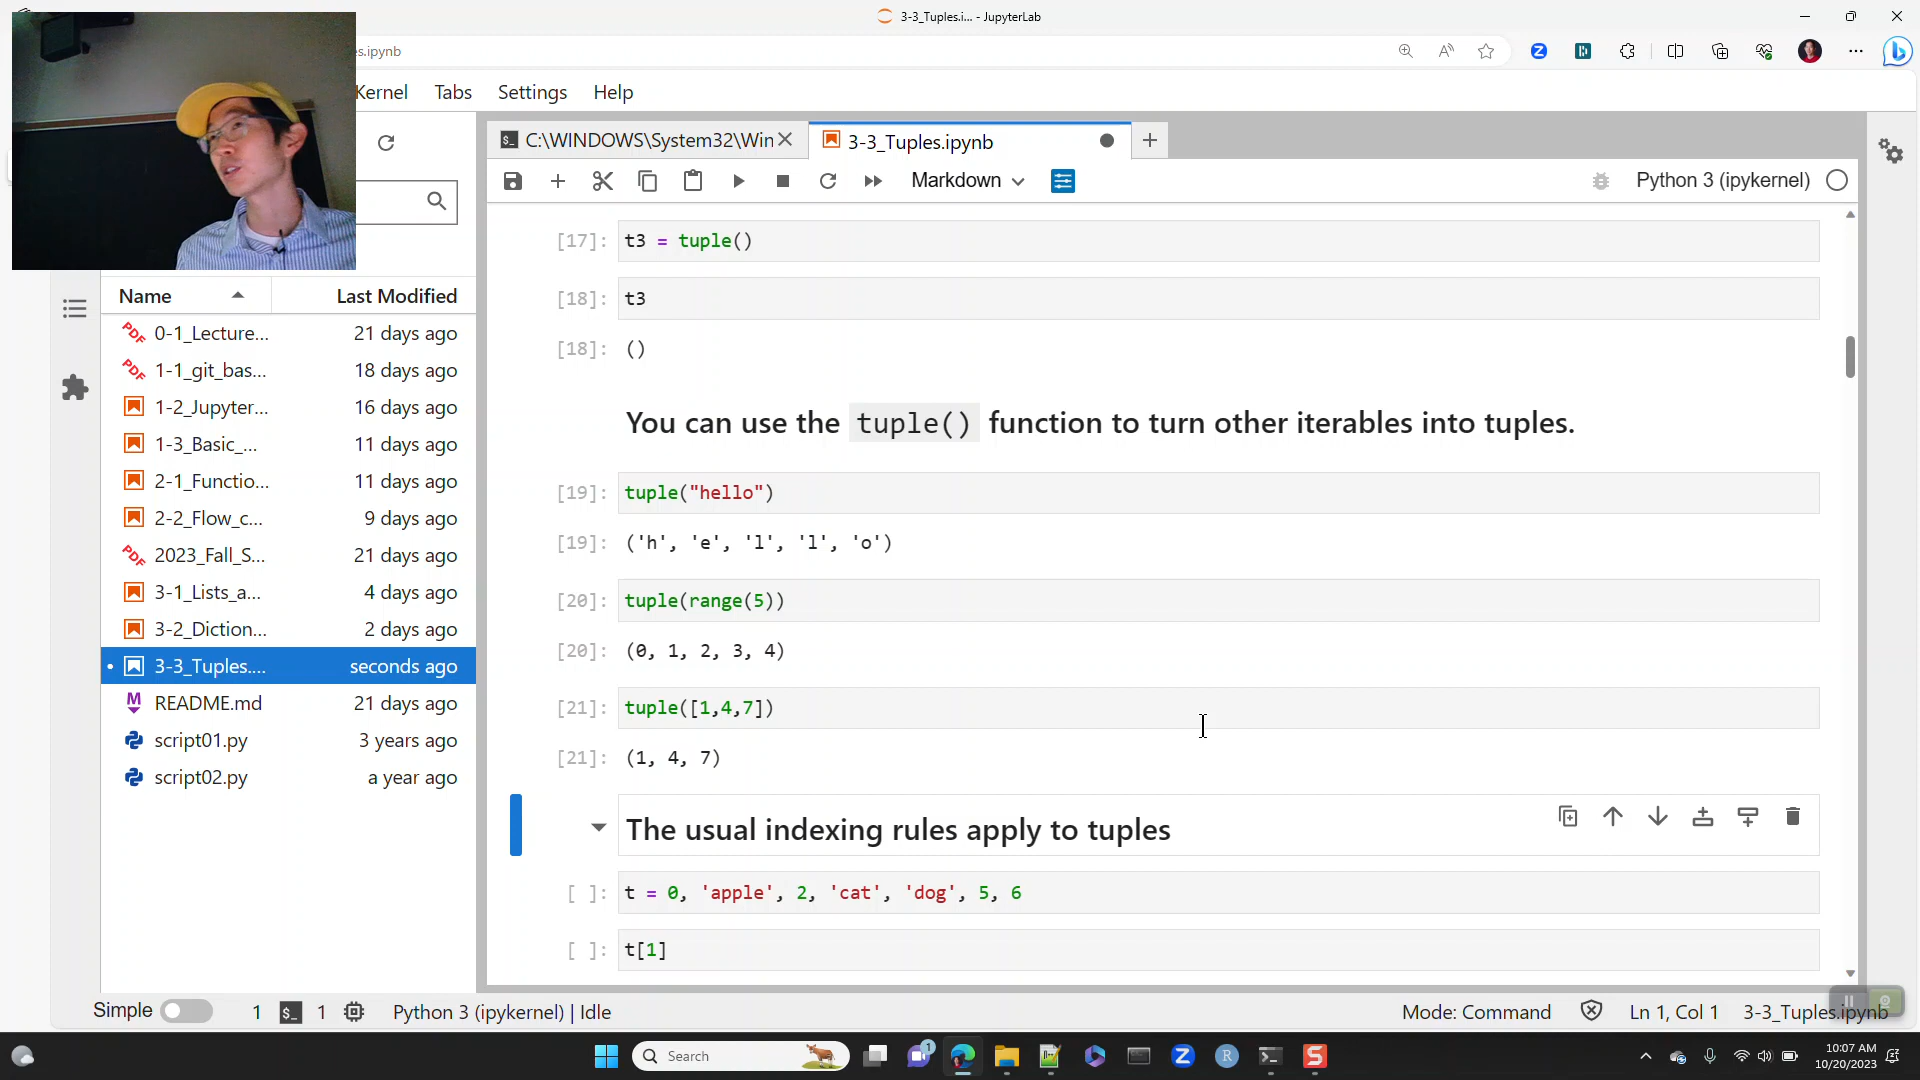 3-3_Tuples.i... - JupyterLab
es.ipynb
Kernel
Tabs
Settings
Help
C:\WINDOWS\System32\Win
3-3_Tuples.ipynb
Markdown
Python 3 (ipykernel)
Name
Last Modified
0-1_Lecture... 21 days ago
1-1_git_bas... 18 days ago
1-2_Jupyter... 16 days ago
1-3_Basic_... 11 days ago
2-1_Functio... 11 days ago
2-2_Flow_c... 9 days ago
2023_Fall_S... 21 days ago
3-1_Lists_a... 4 days ago
3-2_Diction... 2 days ago
3-3_Tuples.... seconds ago
README.md 21 days ago
script01.py 3 years ago
script02.py a year ago
[17]: t3 = tuple()
[18]: t3
[18]: ()
You can use the tuple() function to turn other iterables into tuples.
[19]: tuple("hello")
[19]: ('h', 'e', 'l', 'l', 'o')
[20]: tuple(range(5))
[20]: (0, 1, 2, 3, 4)
[21]: tuple([1,4,7])
[21]: (1, 4, 7)
The usual indexing rules apply to tuples
[ ]: t = 0, 'apple', 2, 'cat', 'dog', 5, 6
[ ]: t[1]
Simple 1 1 Python 3 (ipykernel) | Idle
Mode: Command Ln 1, Col 1 3-3_Tuples.ipynb
Search
10:07 AM
10/20/2023